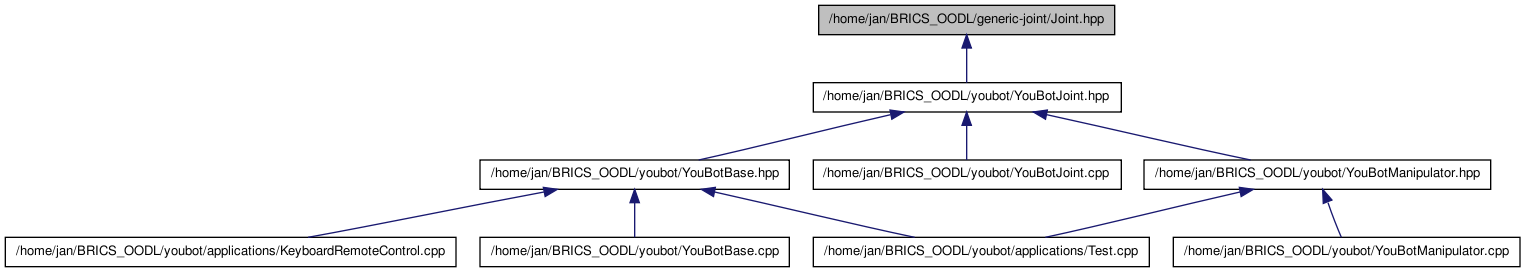 /home/jan/BRICS_OODL/generic-joint/Joint.hpp
/home/jan/BRICS_OODL/youbot/YouBotJoint.hpp
/home/jan/BRICS_OODL/youbot/YouBotBase.hpp
/home/jan/BRICS_OODL/youbot/YouBotJoint.cpp
/home/jan/BRICS_OODL/youbot/YouBotManipulator.hpp
/home/jan/BRICS_OODL/youbot/applications/KeyboardRemoteControl.cpp
/home/jan/BRICS_OODL/youbot/YouBotBase.cpp
/home/jan/BRICS_OODL/youbot/applications/Test.cpp
/home/jan/BRICS_OODL/youbot/YouBotManipulator.cpp